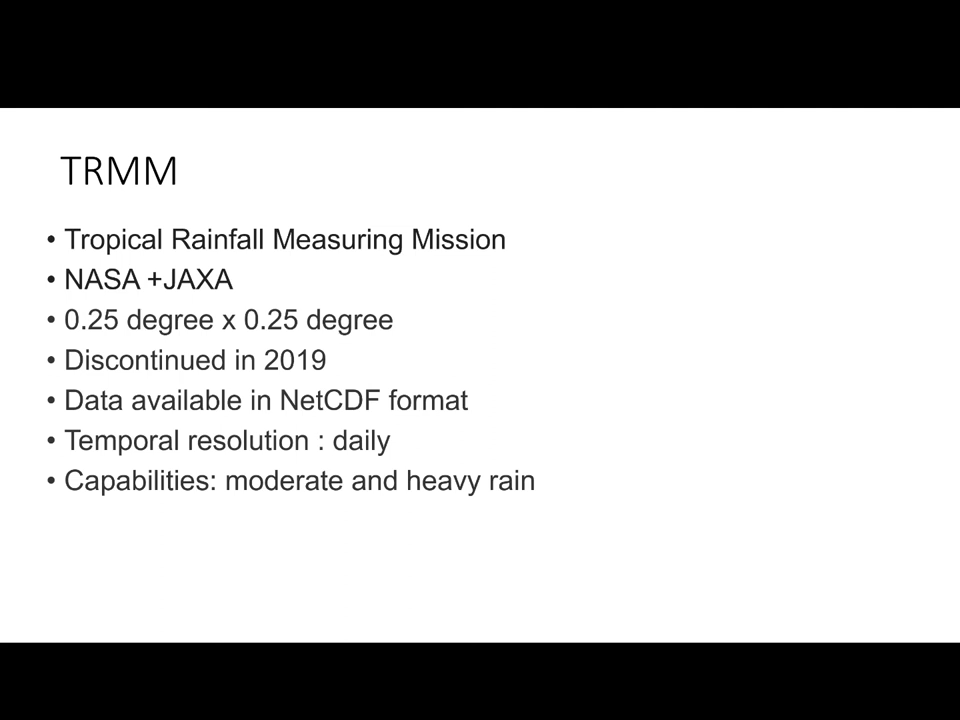 TRMM
• Tropical Rainfall Measuring Mission
• NASA +JAXA
• 0.25 degree x 0.25 degree
• Discontinued in 2019
• Data available in NetCDF format
• Temporal resolution : daily
• Capabilities: moderate and heavy rain